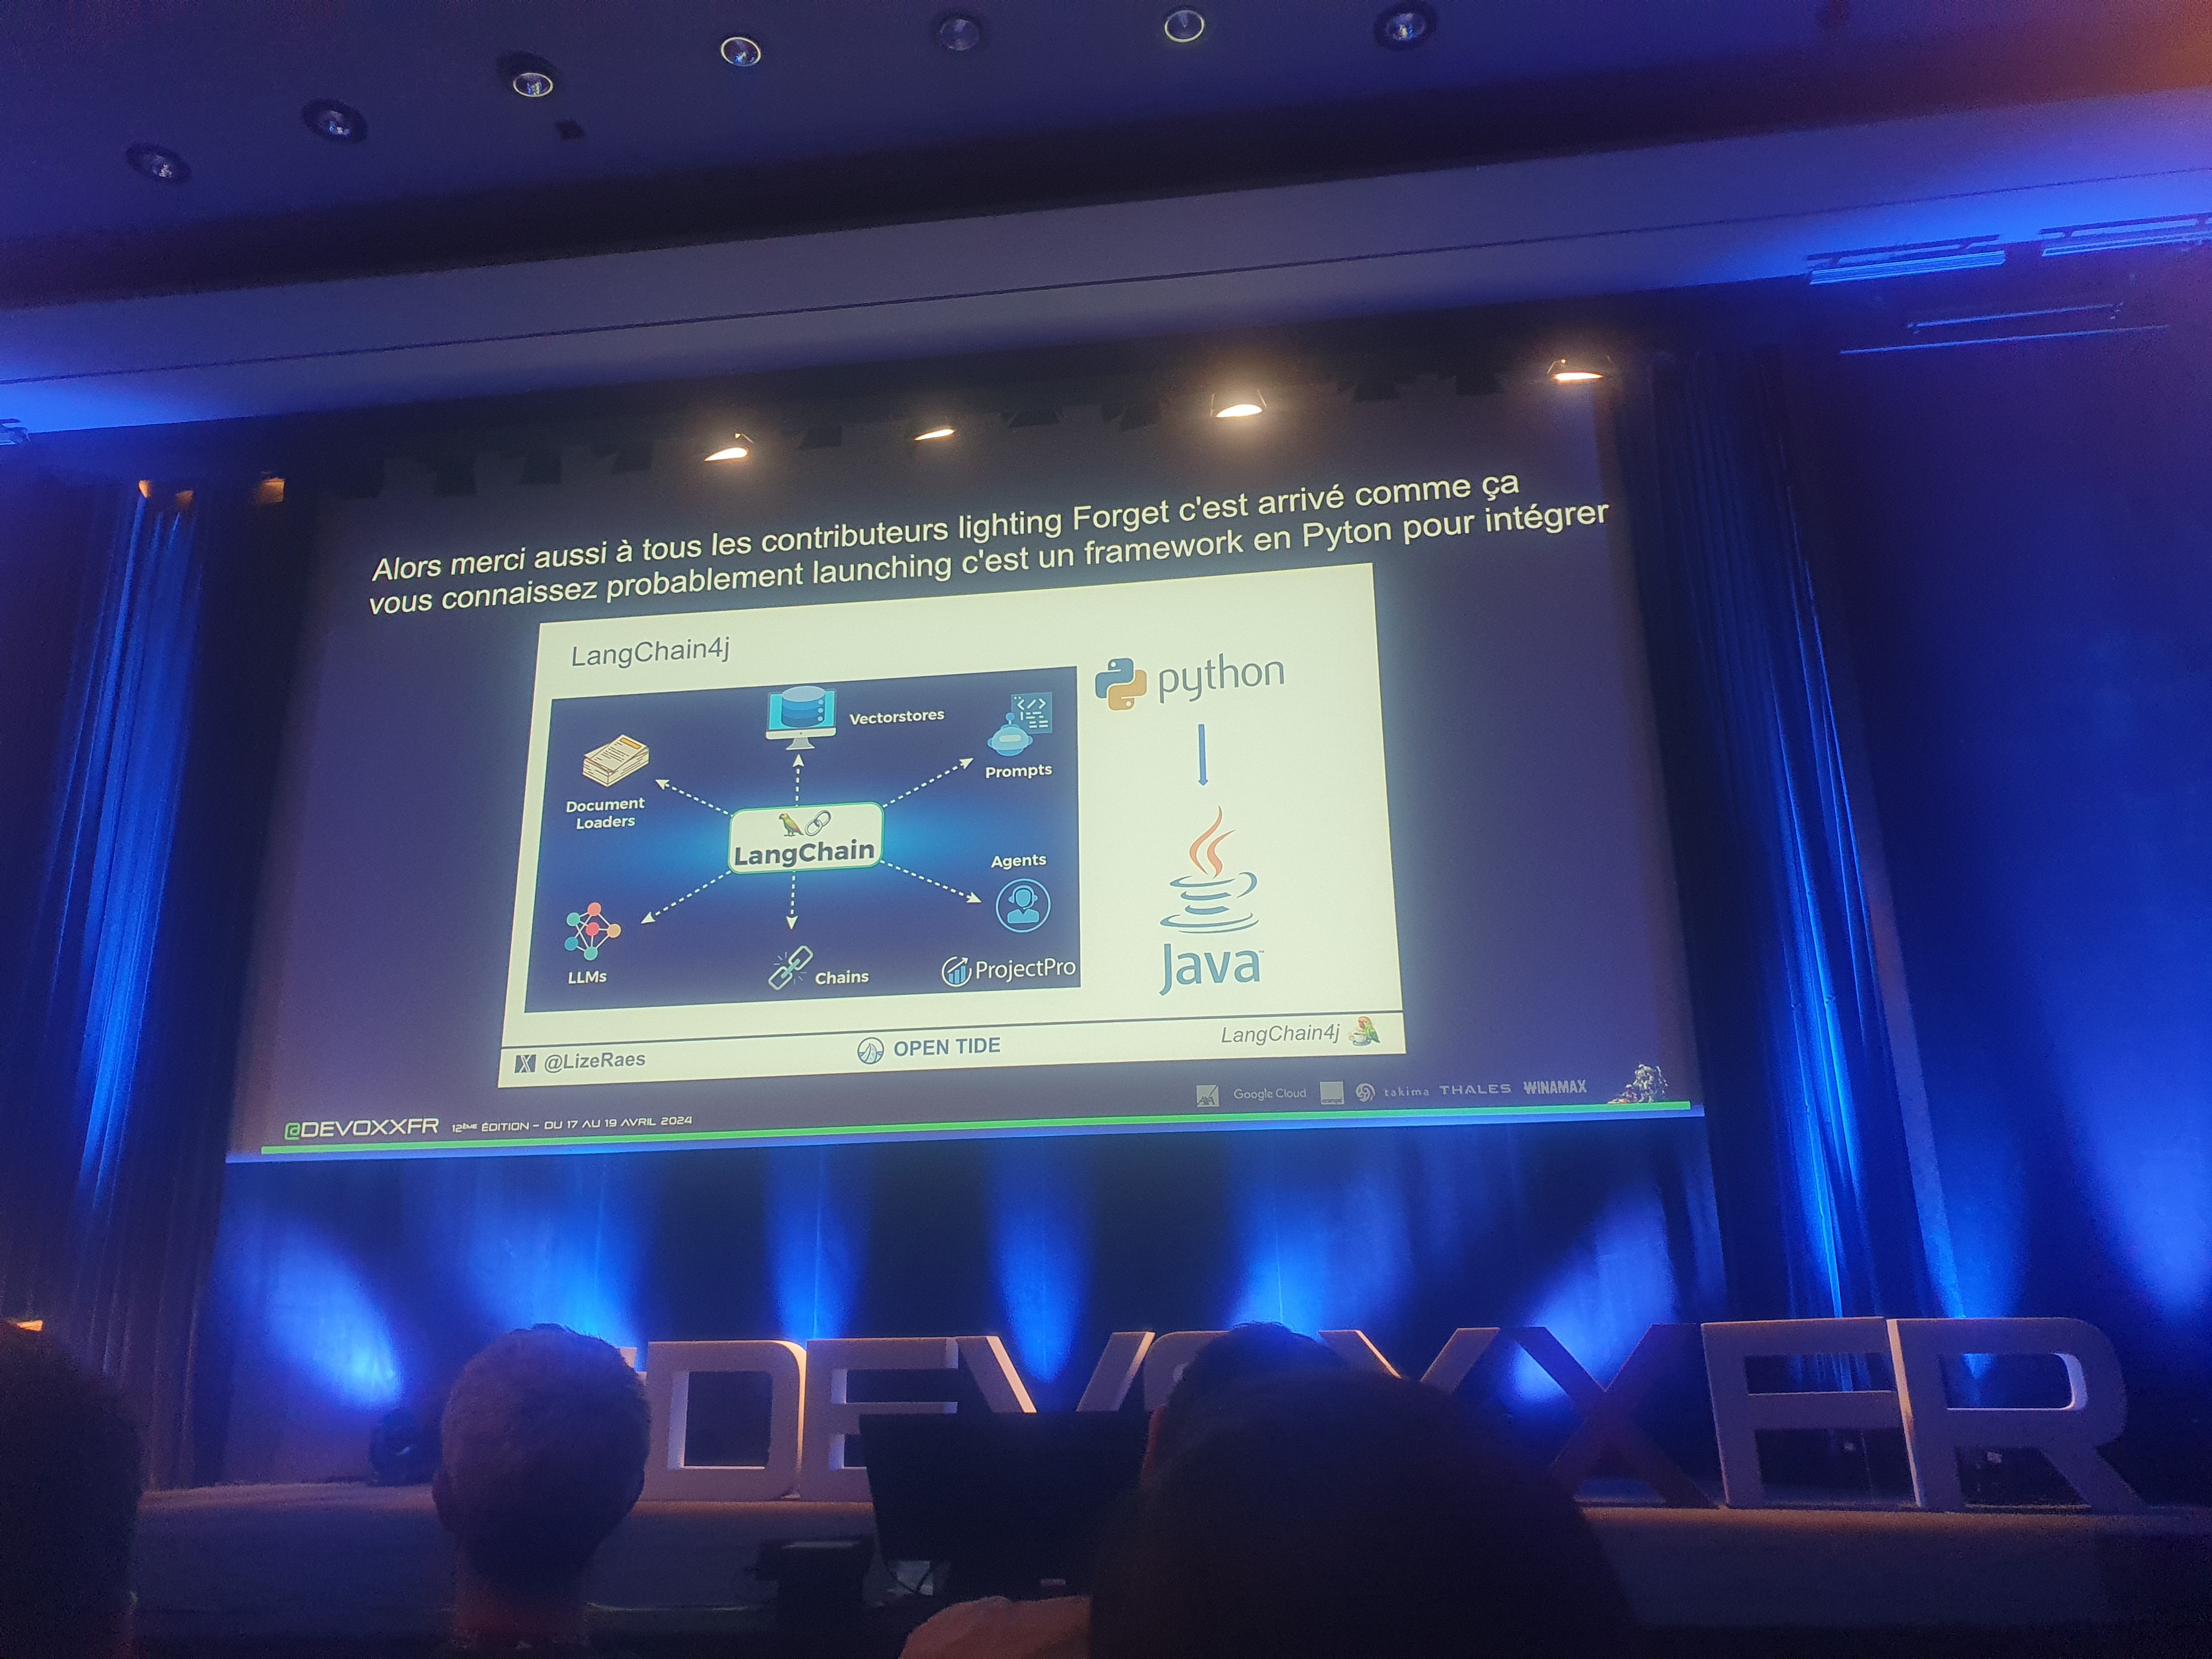 Alors merci aussi à tous les contributeurs lighting Forget c'est arrivé comme ça
vous connaissez probablement launching c'est un framework en Pyton pour intégrer
LangChain4j
python
Vectorstores
Prompts
Document
Loaders
LangChain
Agents
LLMs
Chains
ProjectPro
Java
@LizeRaes
OPEN TIDE
LangChain4j
AXA
Google Cloud
takima
THALES
WINAMAX
@DEVOXXFR
12ÈME ÉDITION - DU 17 AU 19 AVRIL 2024
DEVOXXFR